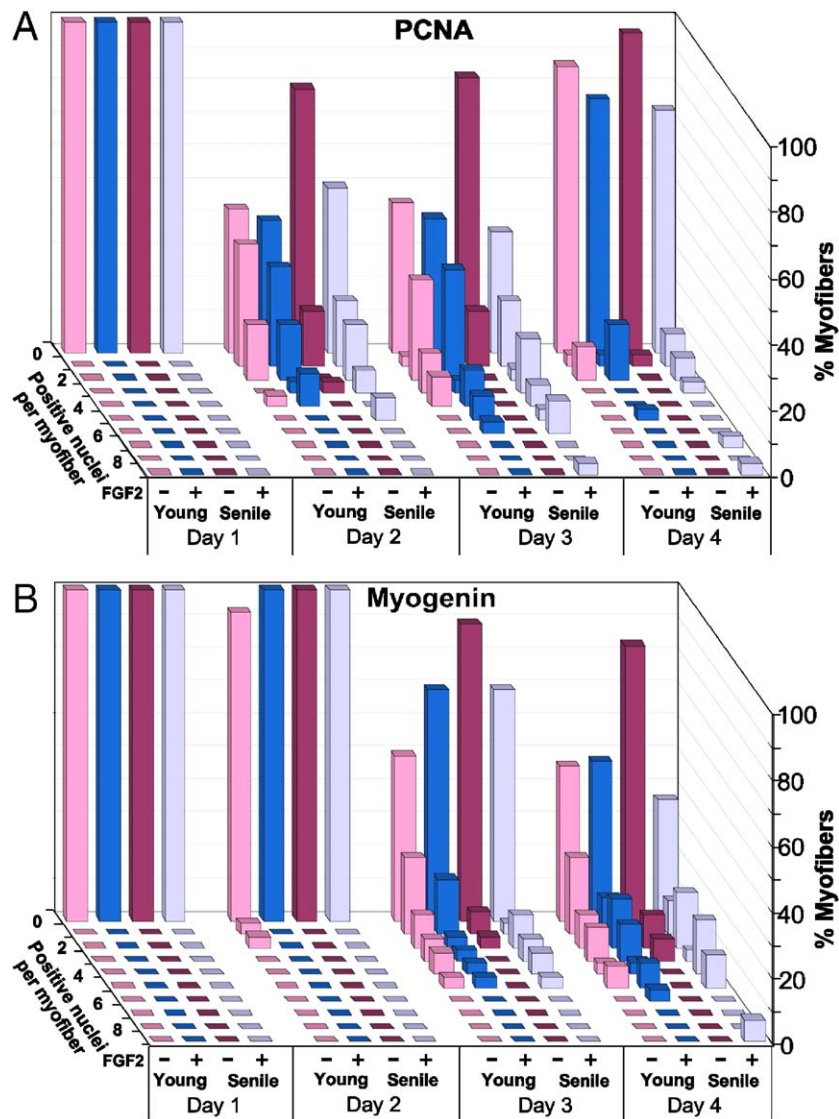 A
PCNA
100
80
60
40
20
0
% Myofibers
0
2
4
6
8
Positive nuclei
per myofiber
FGF2 - + - + - + - + - + - + - + - +
Young Senile Young Senile Young Senile Young Senile
Day 1 Day 2 Day 3 Day 4
B
Myogenin
100
80
60
40
20
0
% Myofibers
0
2
4
6
8
Positive nuclei
per myofiber
FGF2 - + - + - + - + - + - + - + - +
Young Senile Young Senile Young Senile Young Senile
Day 1 Day 2 Day 3 Day 4